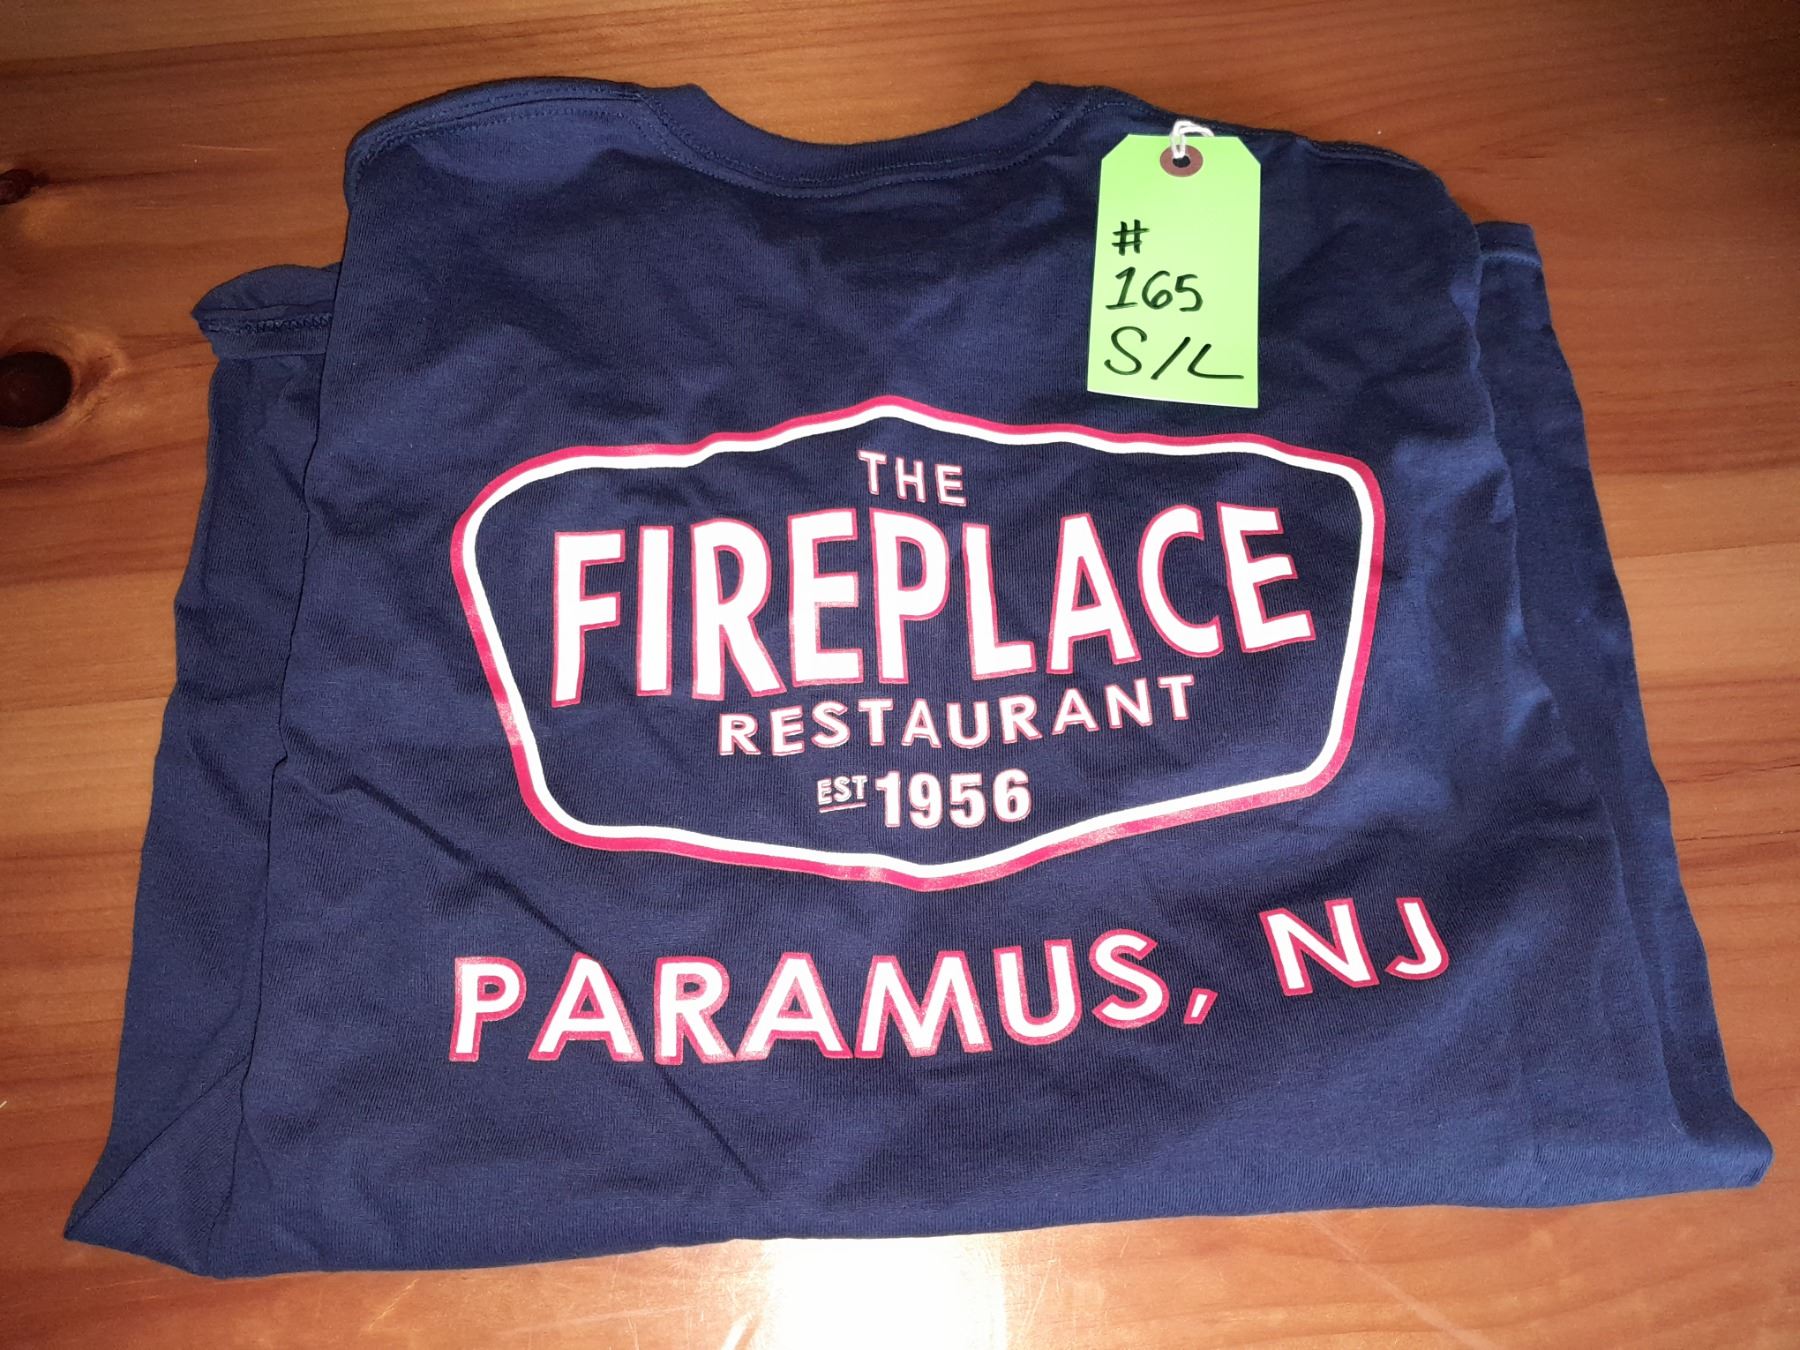 #
165
S/L
THE
FIREPLACE
RESTAURANT
EST 1956
PARAMUS, NJ